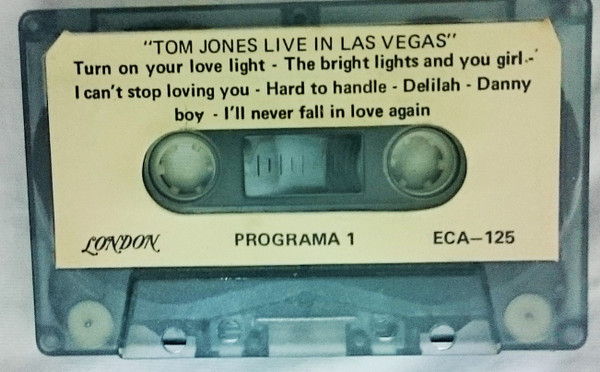 "TOM JONES LIVE IN LAS VEGAS"
Turn on your love light - The bright lights and you girl.-
I can't stop loving you - Hard to handle - Delilah - Danny
boy - I'll never fall in love again
LONDON PROGRAMA 1 ECA-125